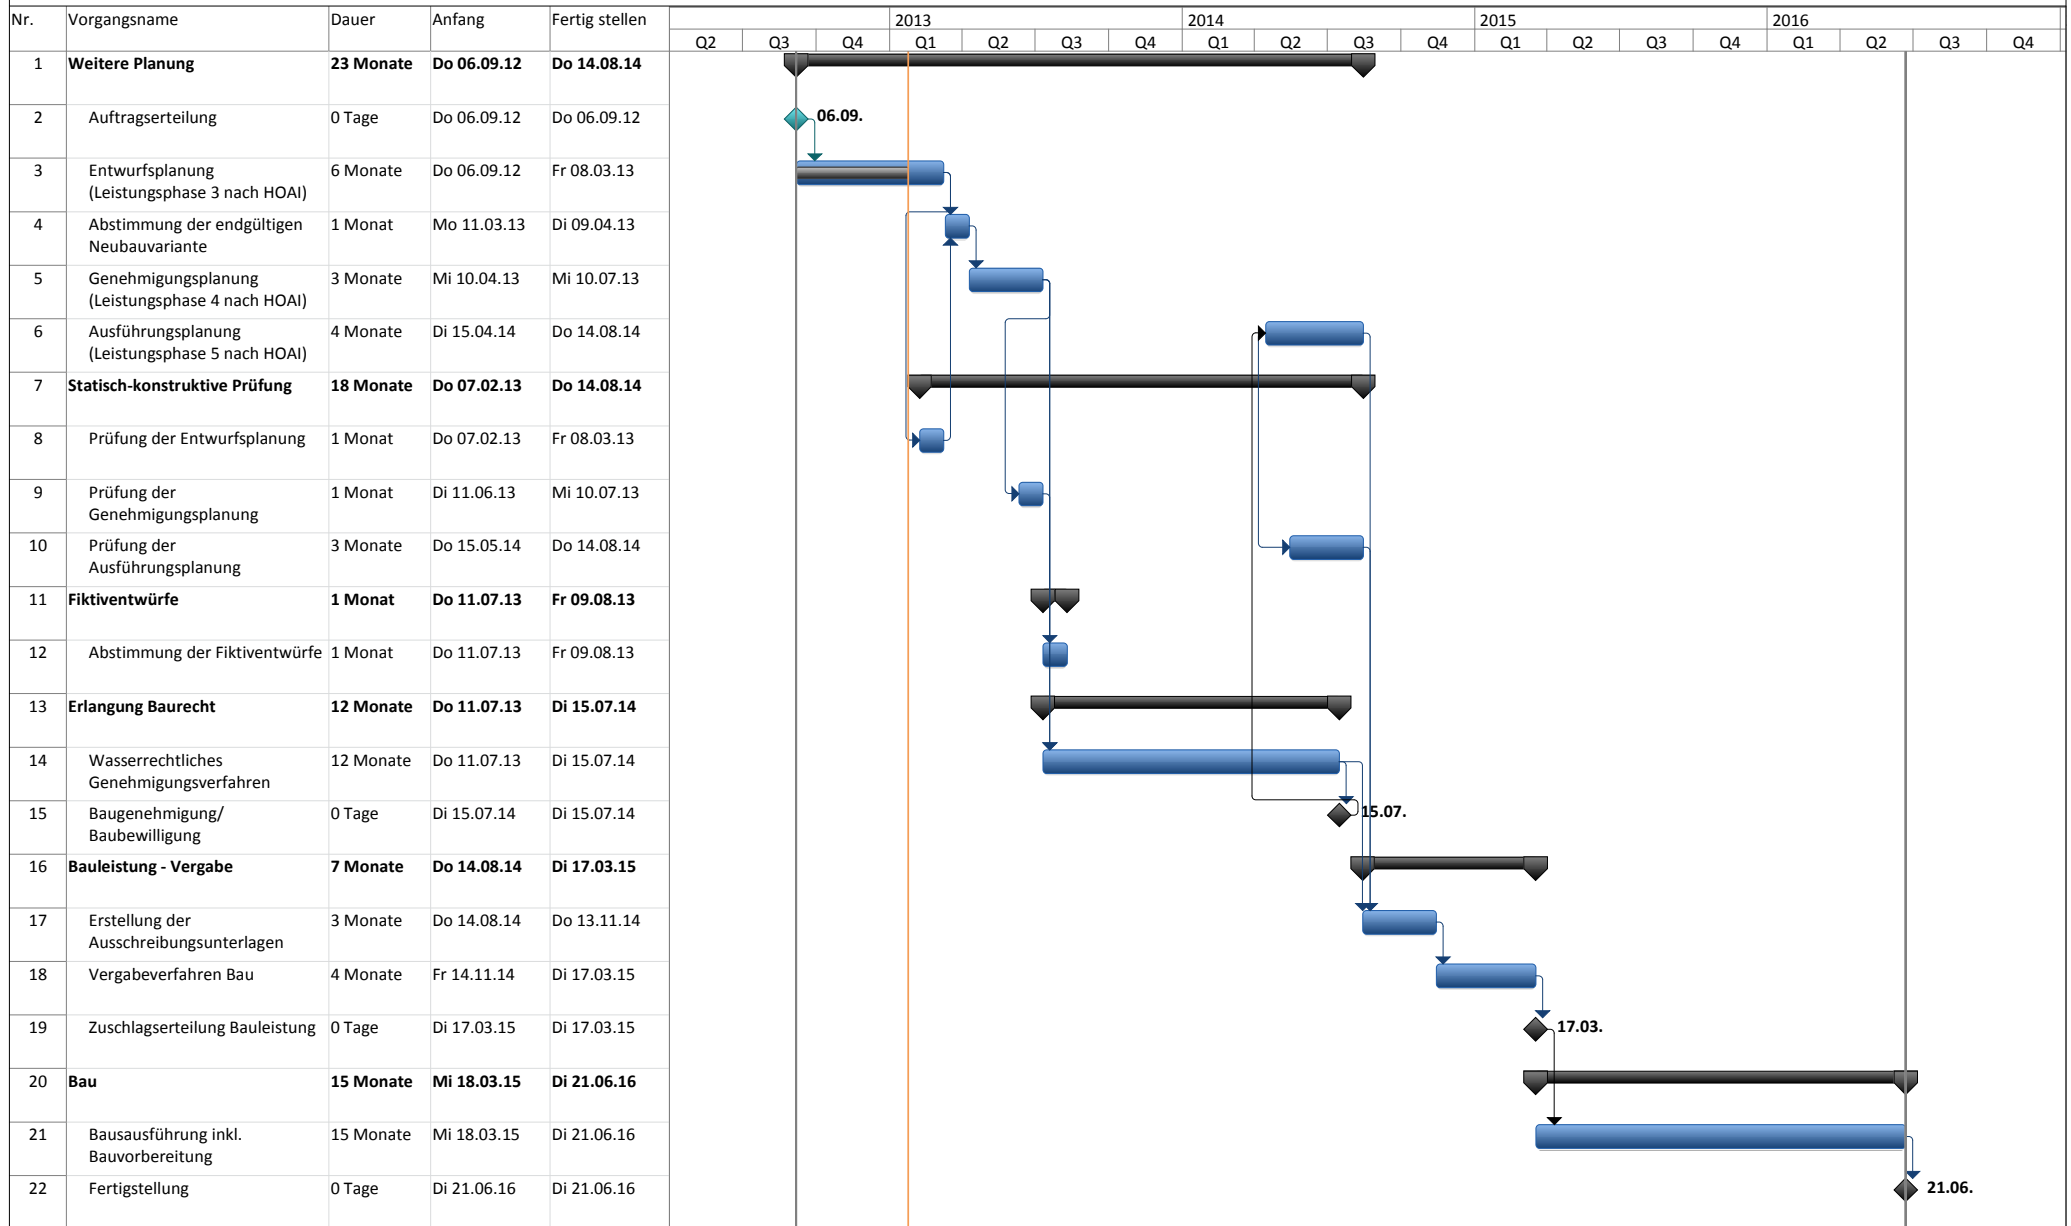 Nr. Vorgangsname Dauer Anfang Fertig stellen 2013 2014 2015 2016
Q2 Q3 Q4 Q1 Q2 Q3 Q4 Q1 Q2 Q3 Q4 Q1 Q2 Q3 Q4 Q1 Q2 Q3 Q4
1 Weitere Planung 23 Monate Do 06.09.12 Do 14.08.14
2 Auftragserteilung 0 Tage Do 06.09.12 Do 06.09.12 06.09.
3 Entwurfsplanung 6 Monate Do 06.09.12 Fr 08.03.13
(Leistungsphase 3 nach HOAI)
4 Abstimmung der endgültigen 1 Monat Mo 11.03.13 Di 09.04.13
Neubauvariante
5 Genehmigungsplanung 3 Monate Mi 10.04.13 Mi 10.07.13
(Leistungsphase 4 nach HOAI)
6 Ausführungsplanung 4 Monate Di 15.04.14 Do 14.08.14
(Leistungsphase 5 nach HOAI)
7 Statisch-konstruktive Prüfung 18 Monate Do 07.02.13 Do 14.08.14
8 Prüfung der Entwurfsplanung 1 Monat Do 07.02.13 Fr 08.03.13
9 Prüfung der 1 Monat Di 11.06.13 Mi 10.07.13
Genehmigungsplanung
10 Prüfung der 3 Monate Do 15.05.14 Do 14.08.14
Ausführungsplanung
11 Fiktiventwürfe 1 Monat Do 11.07.13 Fr 09.08.13
12 Abstimmung der Fiktiventwürfe 1 Monat Do 11.07.13 Fr 09.08.13
13 Erlangung Baurecht 12 Monate Do 11.07.13 Di 15.07.14
14 Wasserrechtliches 12 Monate Do 11.07.13 Di 15.07.14
Genehmigungsverfahren
15 Baugenehmigung/ 0 Tage Di 15.07.14 Di 15.07.14 15.07.
Baubewilligung
16 Bauleistung - Vergabe 7 Monate Do 14.08.14 Di 17.03.15
17 Erstellung der 3 Monate Do 14.08.14 Do 13.11.14
Ausschreibungsunterlagen
18 Vergabeverfahren Bau 4 Monate Fr 14.11.14 Di 17.03.15
19 Zuschlagserteilung Bauleistung 0 Tage Di 17.03.15 Di 17.03.15 17.03.
20 Bau 15 Monate Mi 18.03.15 Di 21.06.16
21 Bausausführung inkl. 15 Monate Mi 18.03.15 Di 21.06.16
Bauvorbereitung
22 Fertigstellung 0 Tage Di 21.06.16 Di 21.06.16 21.06.